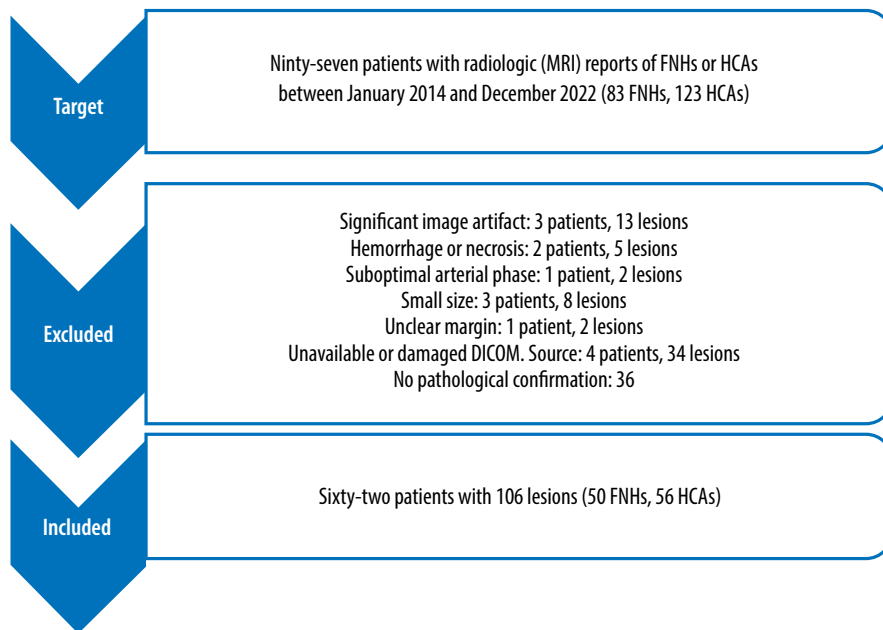 Target
Ninety-seven patients with radiologic (MRI) reports of FNHs or HCAs
between January 2014 and December 2022 (83 FNHs, 123 HCAs)
Excluded
Significant image artifact: 3 patients, 13 lesions
Hemorrhage or necrosis: 2 patients, 5 lesions
Suboptimal arterial phase: 1 patient, 2 lesions
Small size: 3 patients, 8 lesions
Unclear margin: 1 patient, 2 lesions
Unavailable or damaged DICOM. Source: 4 patients, 34 lesions
No pathological confirmation: 36
Included
Sixty-two patients with 106 lesions (50 FNHs, 56 HCAs)